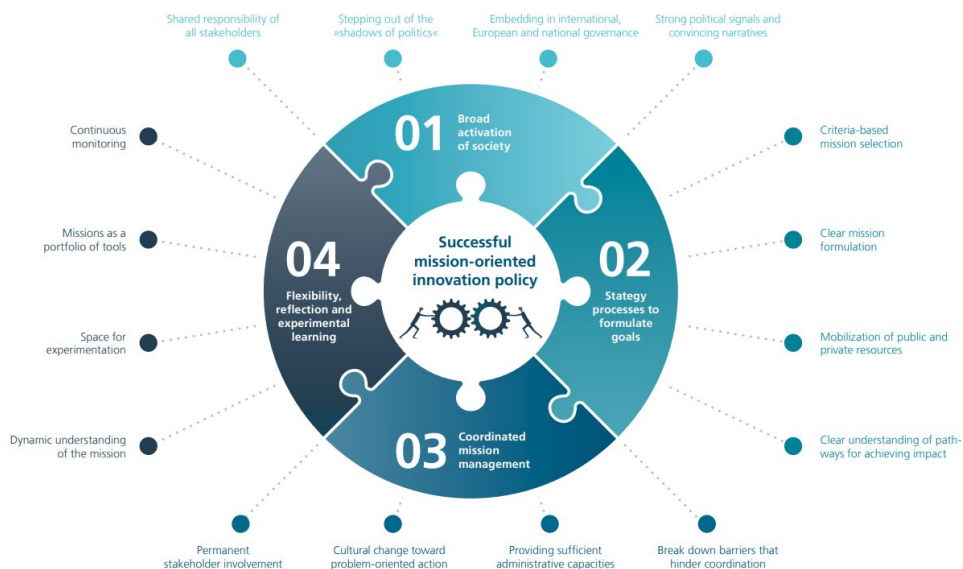 Shared responsibility of
all stakeholders
Stepping out of the
»shadows of politics«
Embedding in international,
European and national governance
Strong political signals and
convincing narratives
01
Broad
activation
of society
Criteria-based
mission selection
Clear mission
formulation
Mobilization of public and
private resources
Clear understanding of path-
ways for achieving impact
02
Stategy
processes to
formulate
goals
Successful
mission-oriented
innovation policy
Continuous
monitoring
Missions as a
portfolio of tools
Space for
experimentation
Dynamic understanding
of the mission
04
Flexibility,
reflection and
experimental
learning
03
Coordinated
mission
management
Permanent
stakeholder involvement
Cultural change toward
problem-oriented action
Providing sufficient
administrative capacities
Break down barriers that
hinder coordination